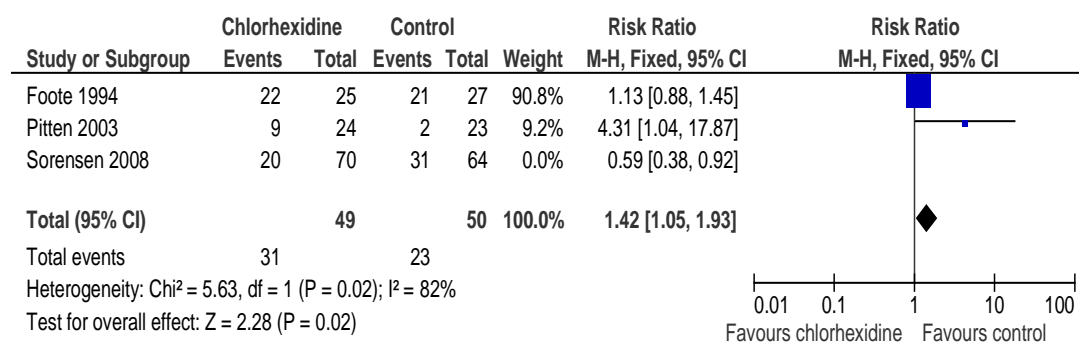 Chlorhexidine Control Risk Ratio Risk Ratio
Study or Subgroup Events Total Events Total Weight M-H, Fixed, 95% CI M-H, Fixed, 95% CI
Foote 1994 22 25 21 27 90.8% 1.13 [0.88, 1.45]
Pitten 2003 9 24 2 23 9.2% 4.31 [1.04, 17.87]
Sorensen 2008 20 70 31 64 0.0% 0.59 [0.38, 0.92]
Total (95% CI) 49 50 100.0% 1.42 [1.05, 1.93]
Total events 31 23
Heterogeneity: Chi² = 5.63, df = 1 (P = 0.02); I² = 82%
Test for overall effect: Z = 2.28 (P = 0.02)
0.01 0.1 1 10 100
Favours chlorhexidine Favours control